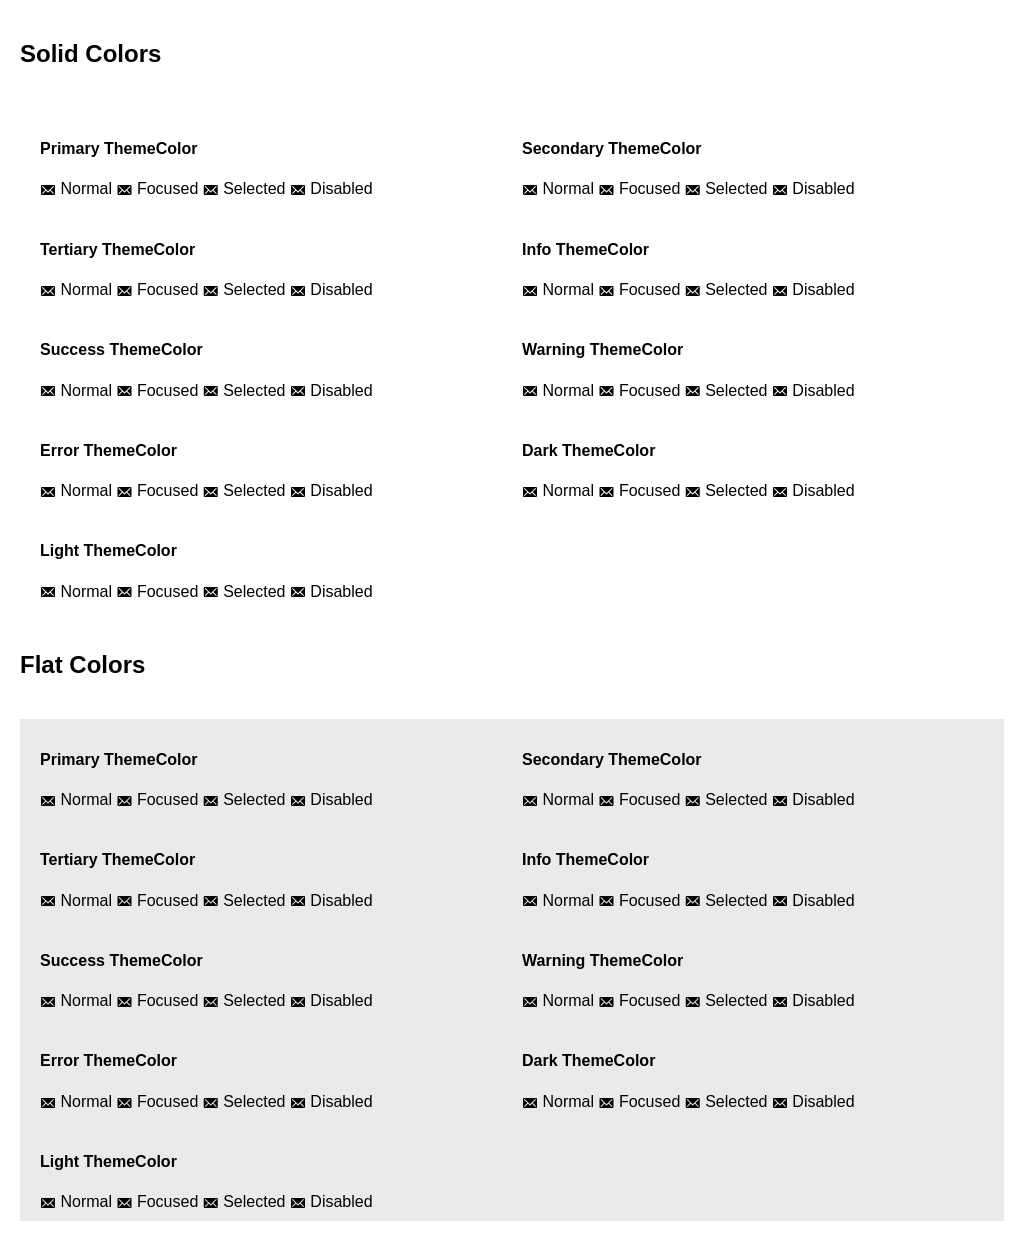 Solid Colors
Primary ThemeColor
Normal Focused Selected Disabled
Secondary ThemeColor
Normal Focused Selected Disabled
Tertiary ThemeColor
Normal Focused Selected Disabled
Info ThemeColor
Normal Focused Selected Disabled
Success ThemeColor
Normal Focused Selected Disabled
Warning ThemeColor
Normal Focused Selected Disabled
Error ThemeColor
Normal Focused Selected Disabled
Dark ThemeColor
Normal Focused Selected Disabled
Light ThemeColor
Normal Focused Selected Disabled
Flat Colors
Primary ThemeColor
Normal Focused Selected Disabled
Secondary ThemeColor
Normal Focused Selected Disabled
Tertiary ThemeColor
Normal Focused Selected Disabled
Info ThemeColor
Normal Focused Selected Disabled
Success ThemeColor
Normal Focused Selected Disabled
Warning ThemeColor
Normal Focused Selected Disabled
Error ThemeColor
Normal Focused Selected Disabled
Dark ThemeColor
Normal Focused Selected Disabled
Light ThemeColor
Normal Focused Selected Disabled